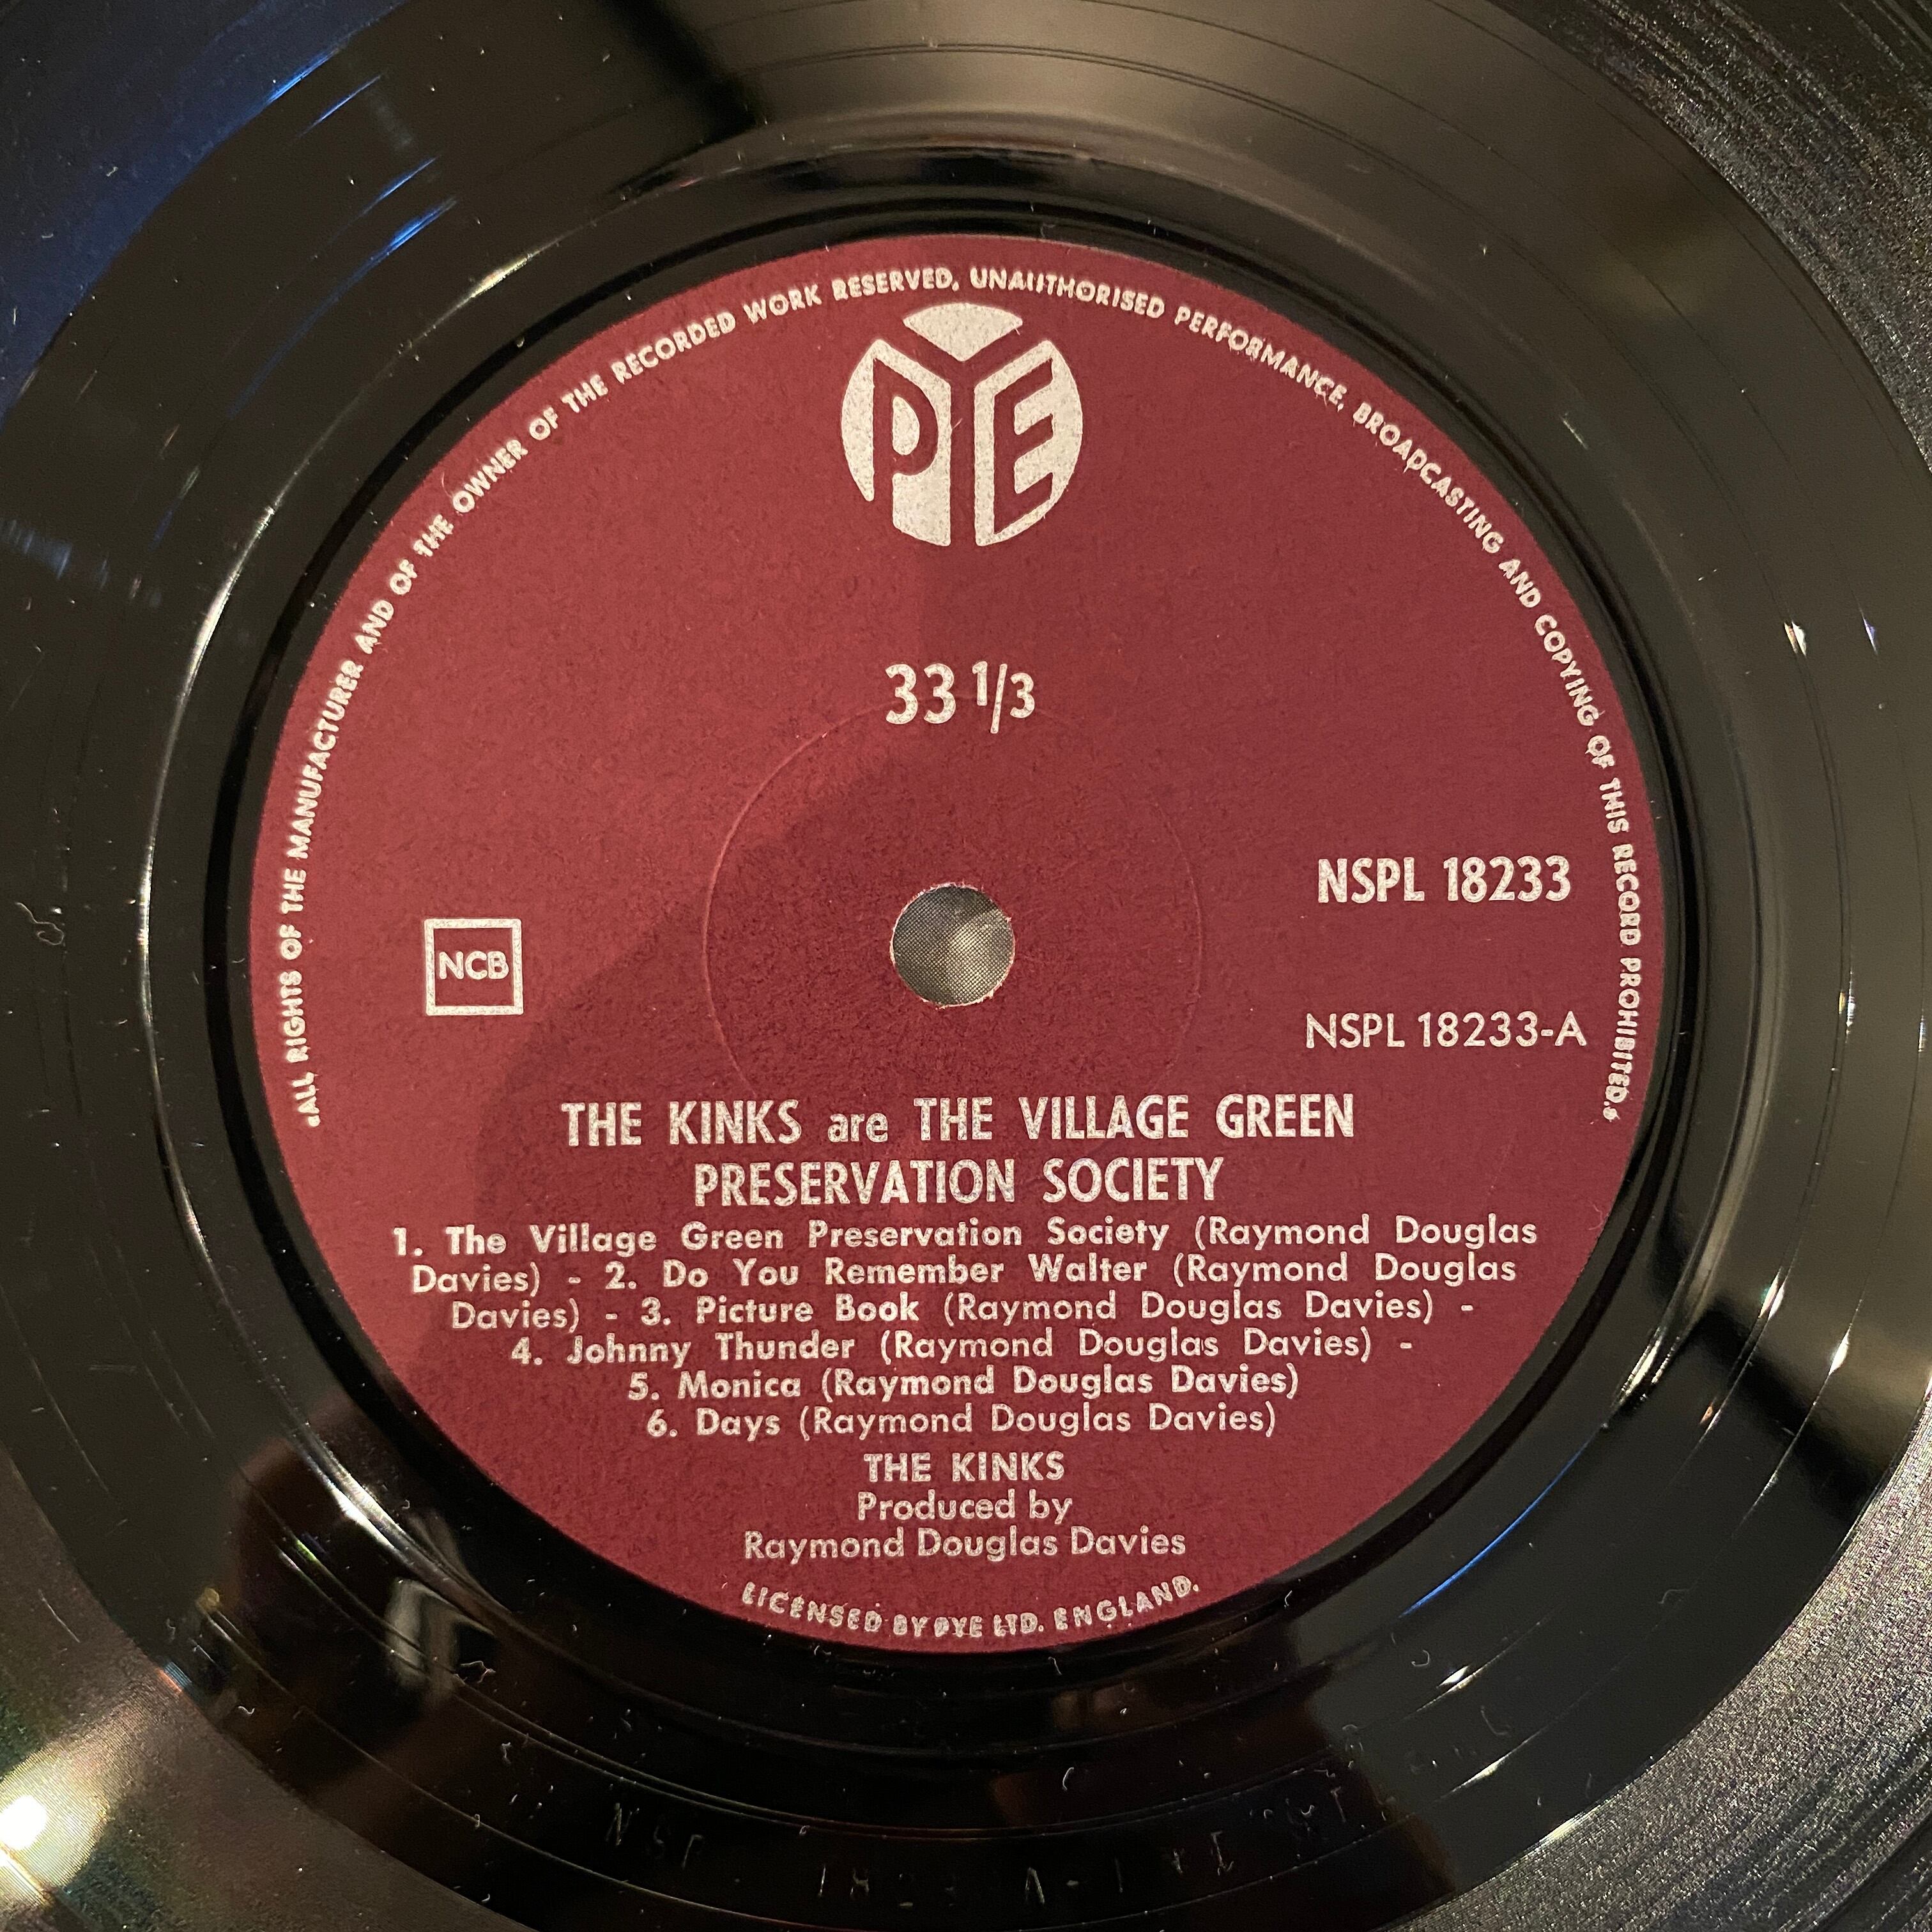 .ALL RIGHTS OF THE MANUFACTURER AND OF THE OWNER OF THE RECORDED WORK RESERVED, UNAUTHORISED PERFORMANCE, BROADCASTING AND COPYING OF THIS RECORD PROHIBITED.
PYE
33 1/3
NSPL 18233
NCB
NSPL 18233-A
THE KINKS are THE VILLAGE GREEN
PRESERVATION SOCIETY
1. The Village Green Preservation Society (Raymond Douglas
Davies) - 2. Do You Remember Walter (Raymond Douglas
Davies) - 3. Picture Book (Raymond Douglas Davies) -
4. Johnny Thunder (Raymond Douglas Davies) -
5. Monica (Raymond Douglas Davies)
6. Days (Raymond Douglas Davies)
THE KINKS
Produced by
Raymond Douglas Davies
LICENSED BY PYE LTD. ENGLAND.